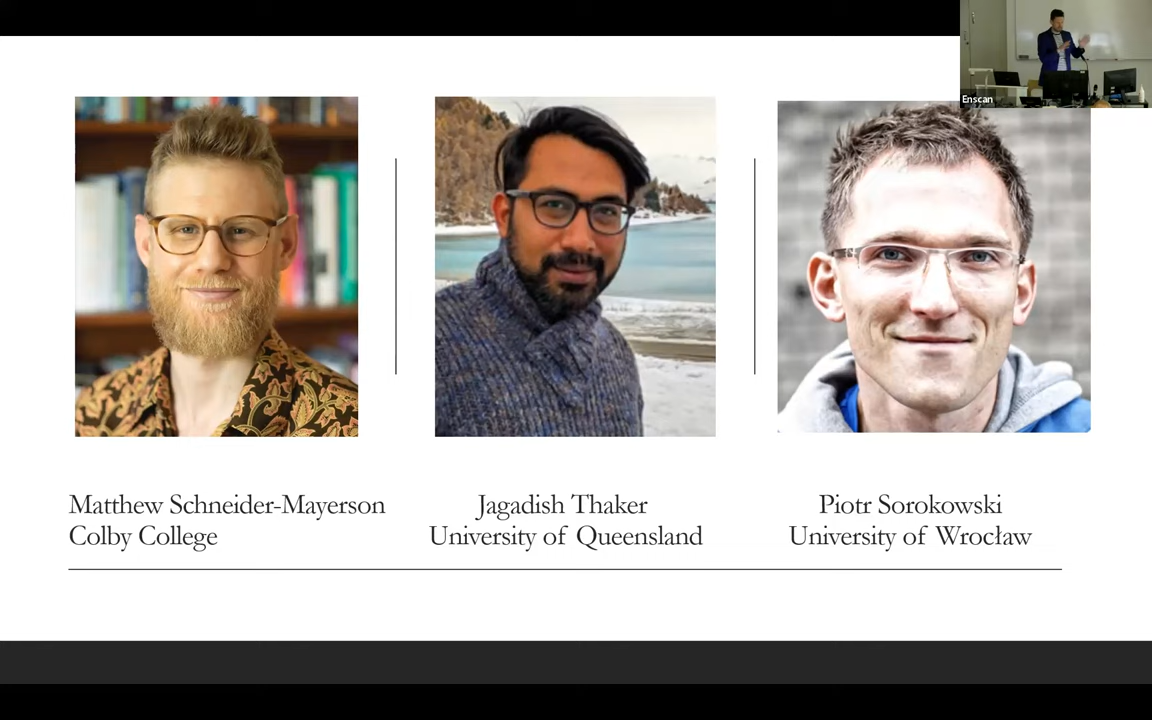 Enscan
Matthew Schneider-Mayerson
Colby College
Jagadish Thaker
University of Queensland
Piotr Sorokowski
University of Wrocław